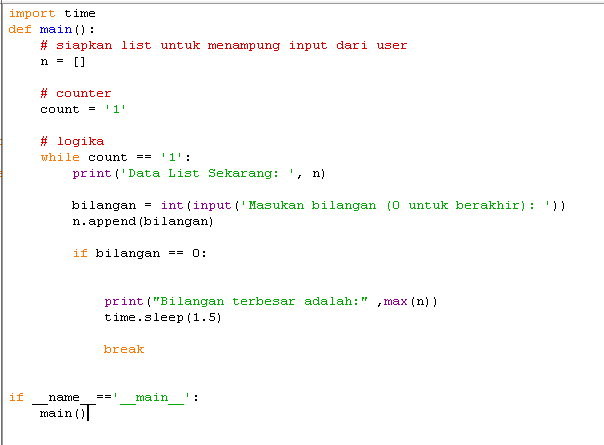 import time
def main():
    # siapkan list untuk menampung input dari user
    n = []
    # counter
    count = '1'
    # logika
    while count == '1':
        print('Data List Sekarang: ', n)
        bilangan = int(input('Masukan bilangan (0 untuk berakhir): '))
        n.append(bilangan)
        if bilangan == 0:
            print("Bilangan terbesar adalah:" ,max(n))
            time.sleep(1.5)
            break
if __name__=='__main__':
    main()